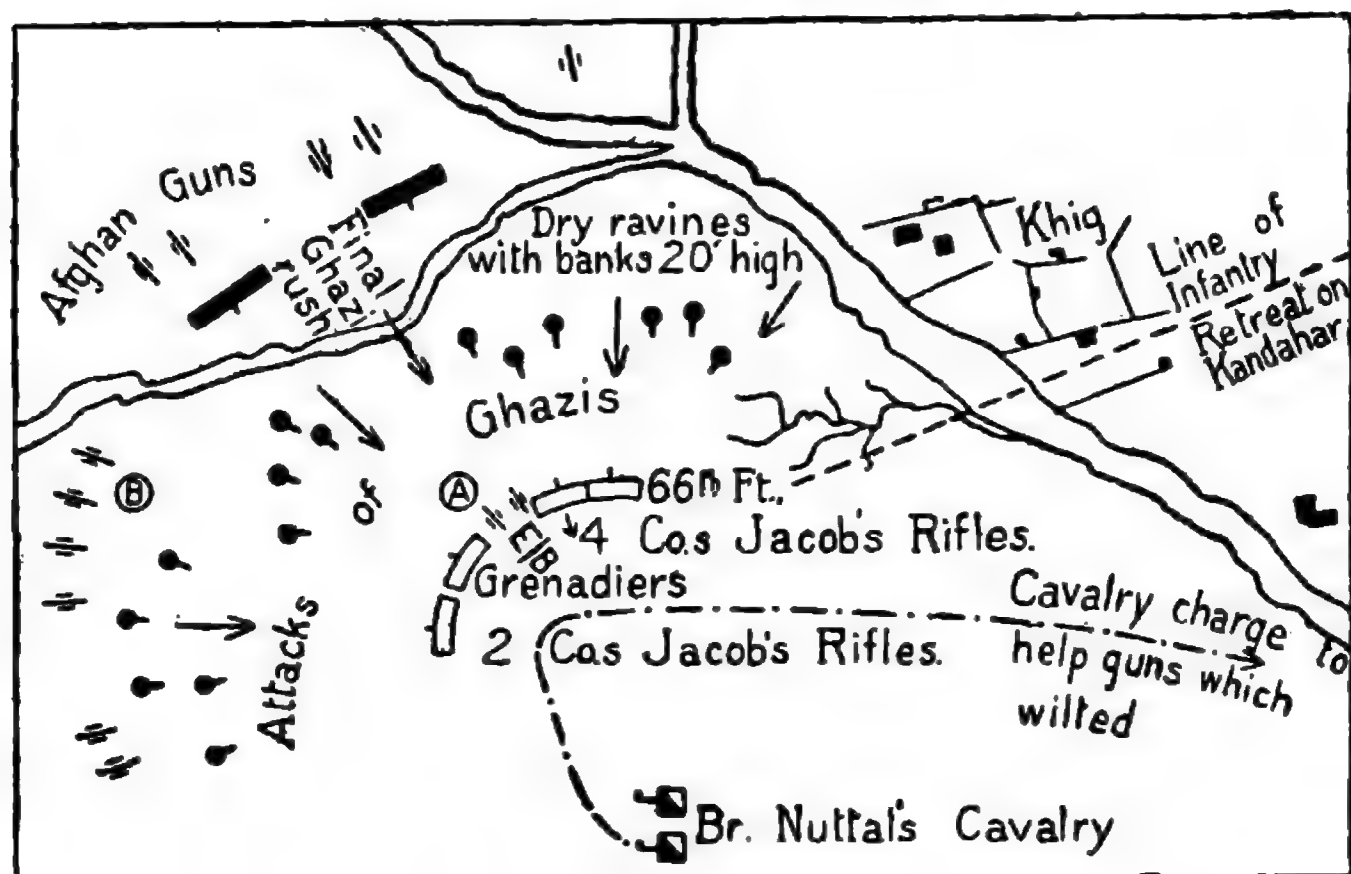 Afghan Guns
Final
Ghazi
rush
Dry ravines
with banks 20' high
Khig
Line of
Infantry
Retreat on
Kandahar
Ghazis
of
Attacks
B
A
66th Ft.,
E/B
4 Co.s Jacob's Rifles.
Grenadiers
2 Cos Jacob's Rifles.
Cavalry charge to
help guns which
wilted
Br. Nuttal's Cavalry